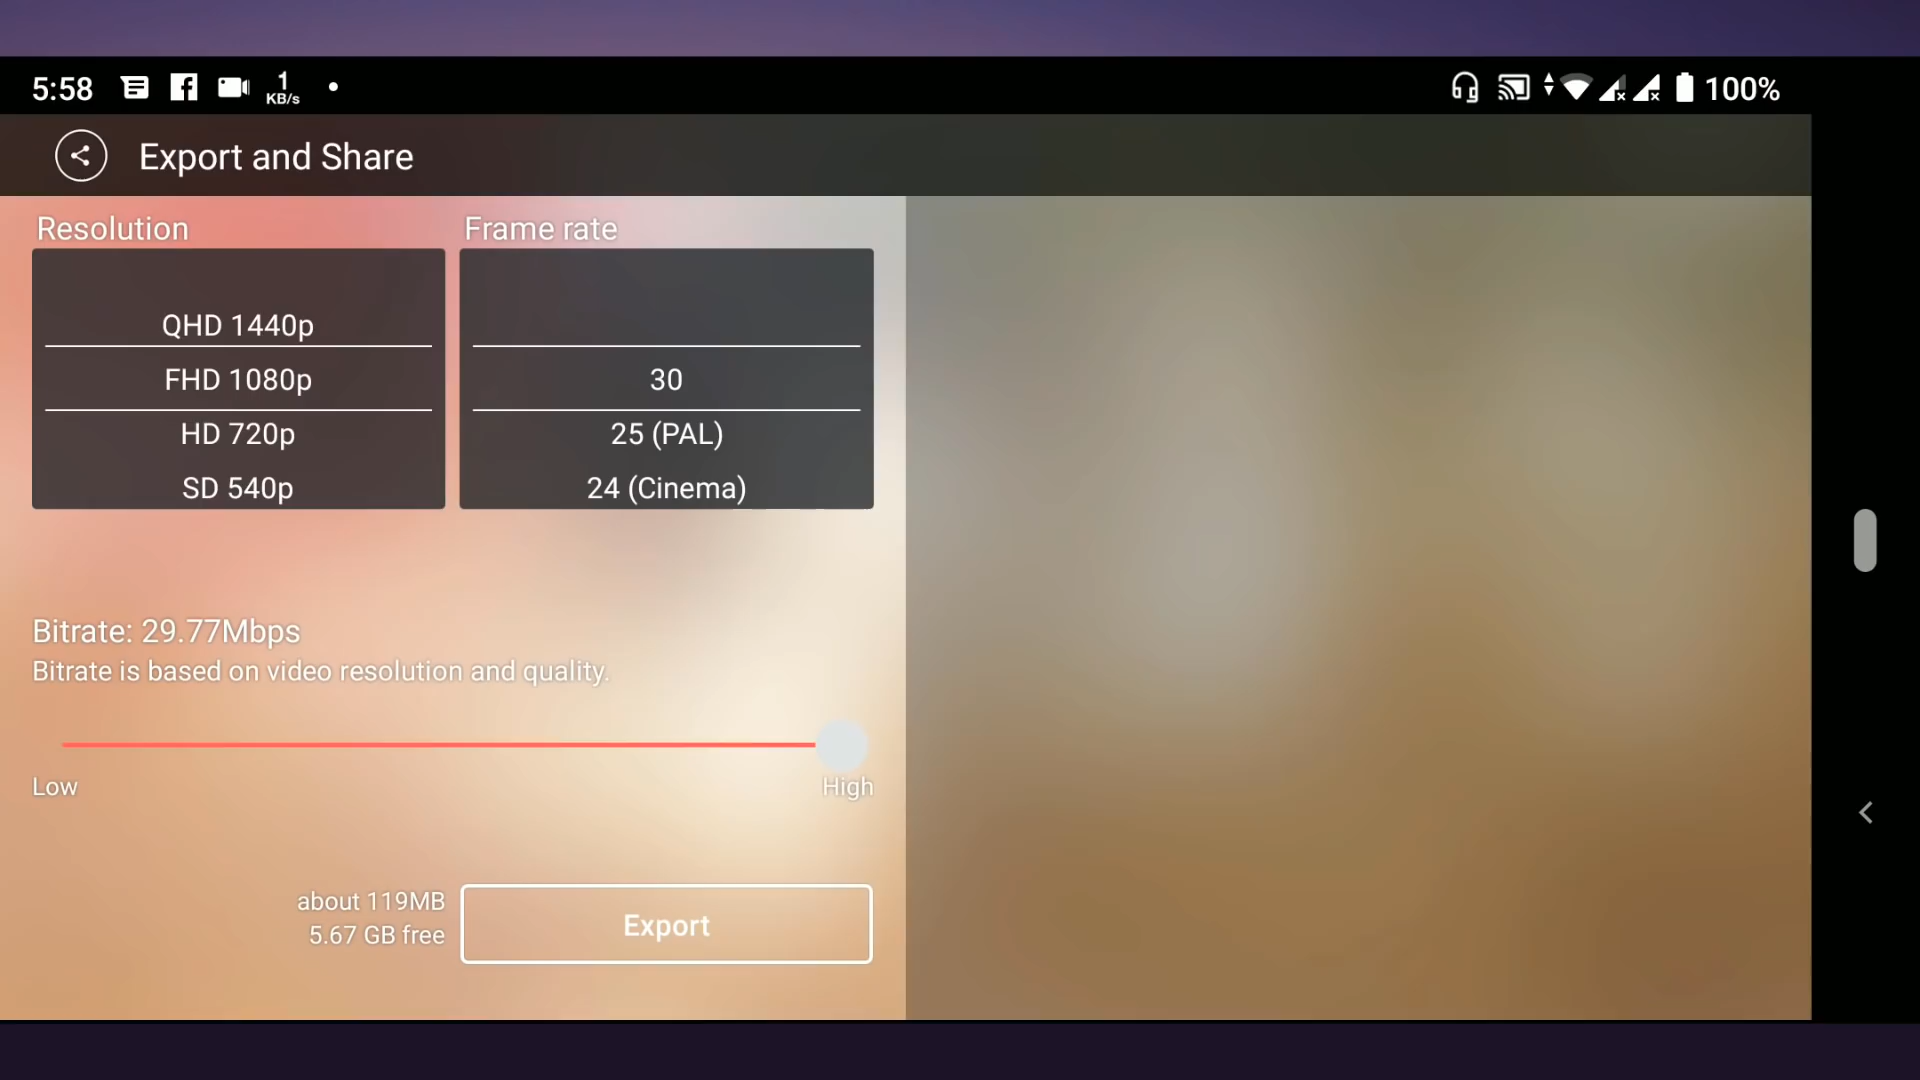 5:58 1 KB/s 100%
Export and Share
Resolution
QHD 1440p
FHD 1080p
HD 720p
SD 540p
Frame rate
30
25 (PAL)
24 (Cinema)
Bitrate: 29.77Mbps
Bitrate is based on video resolution and quality.
Low High
about 119MB
5.67 GB free
Export